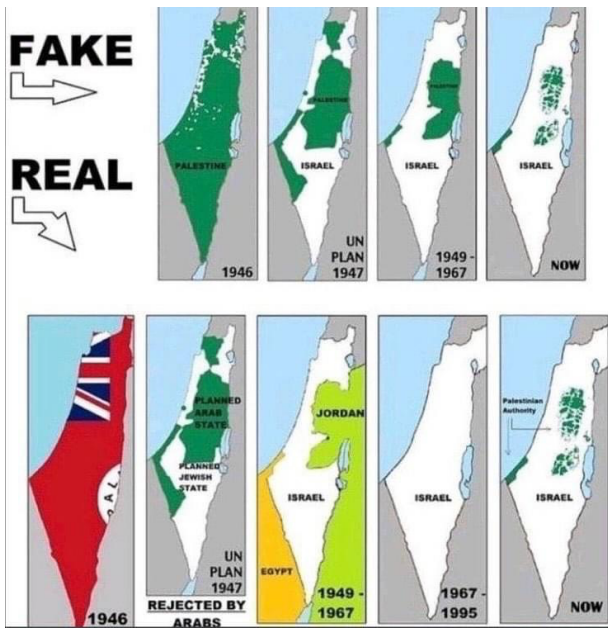 FAKE
REAL
PALESTINE
1946
PALESTINE
ISRAEL
UN
PLAN
1947
PALESTINE
ISRAEL
1949 -
1967
ISRAEL
NOW
PAL
1946
PLANNED
ARAB
STATE
PLANNED
JEWISH
STATE
UN
PLAN
1947
REJECTED BY
ARABS
JORDAN
ISRAEL
EGYPT
1949 -
1967
ISRAEL
1967 -
1995
Palestinian
Authority
ISRAEL
NOW